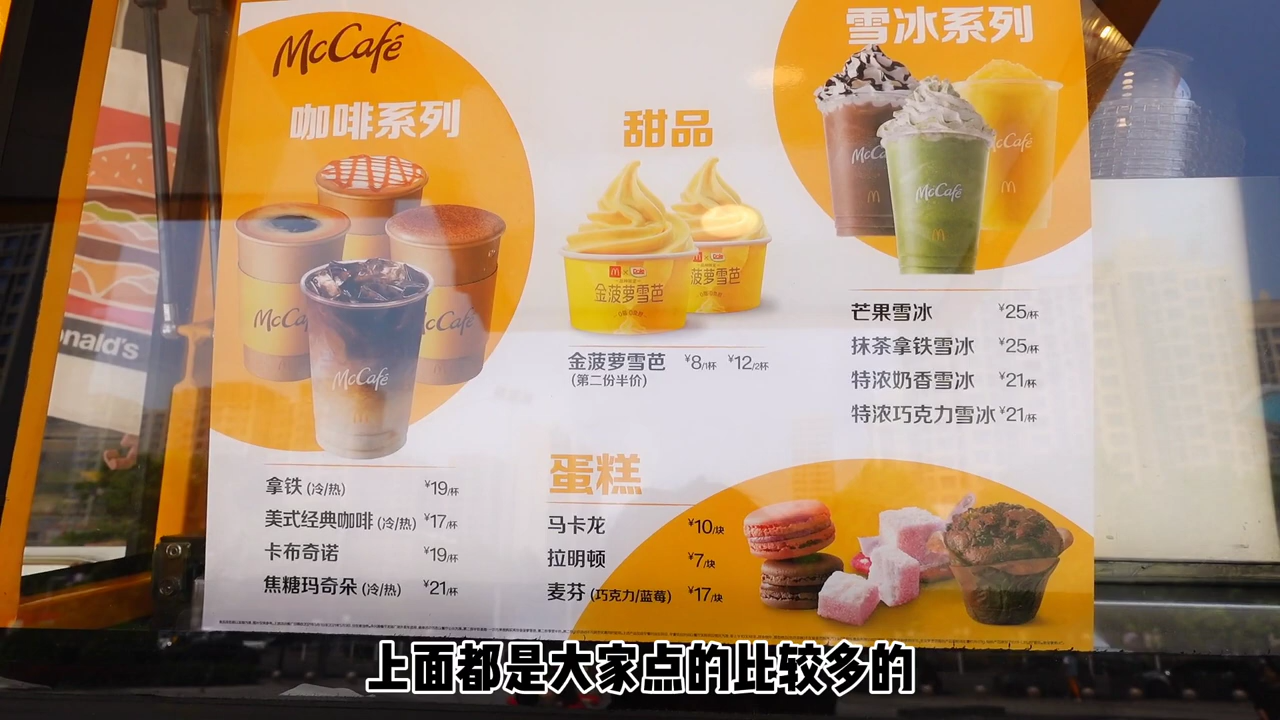 McCafé
咖啡系列
McCafé
拿铁 (冷/热) ¥19/杯
美式经典咖啡 (冷/热) ¥17/杯
卡布奇诺 ¥19/杯
焦糖玛奇朵 (冷/热) ¥21/杯
甜品
金菠萝雪芭
菠萝雪芭
金菠萝雪芭 ¥8/1杯 ¥12/2杯
(第二份半价)
蛋糕
马卡龙 ¥10/块
拉明顿 ¥7/块
麦芬 (巧克力/蓝莓) ¥17/块
雪冰系列
McCafé
芒果雪冰 ¥25/杯
抹茶拿铁雪冰 ¥25/杯
特浓奶香雪冰 ¥21/杯
特浓巧克力雪冰 ¥21/杯
onald's
上面都是大家点的比较多的